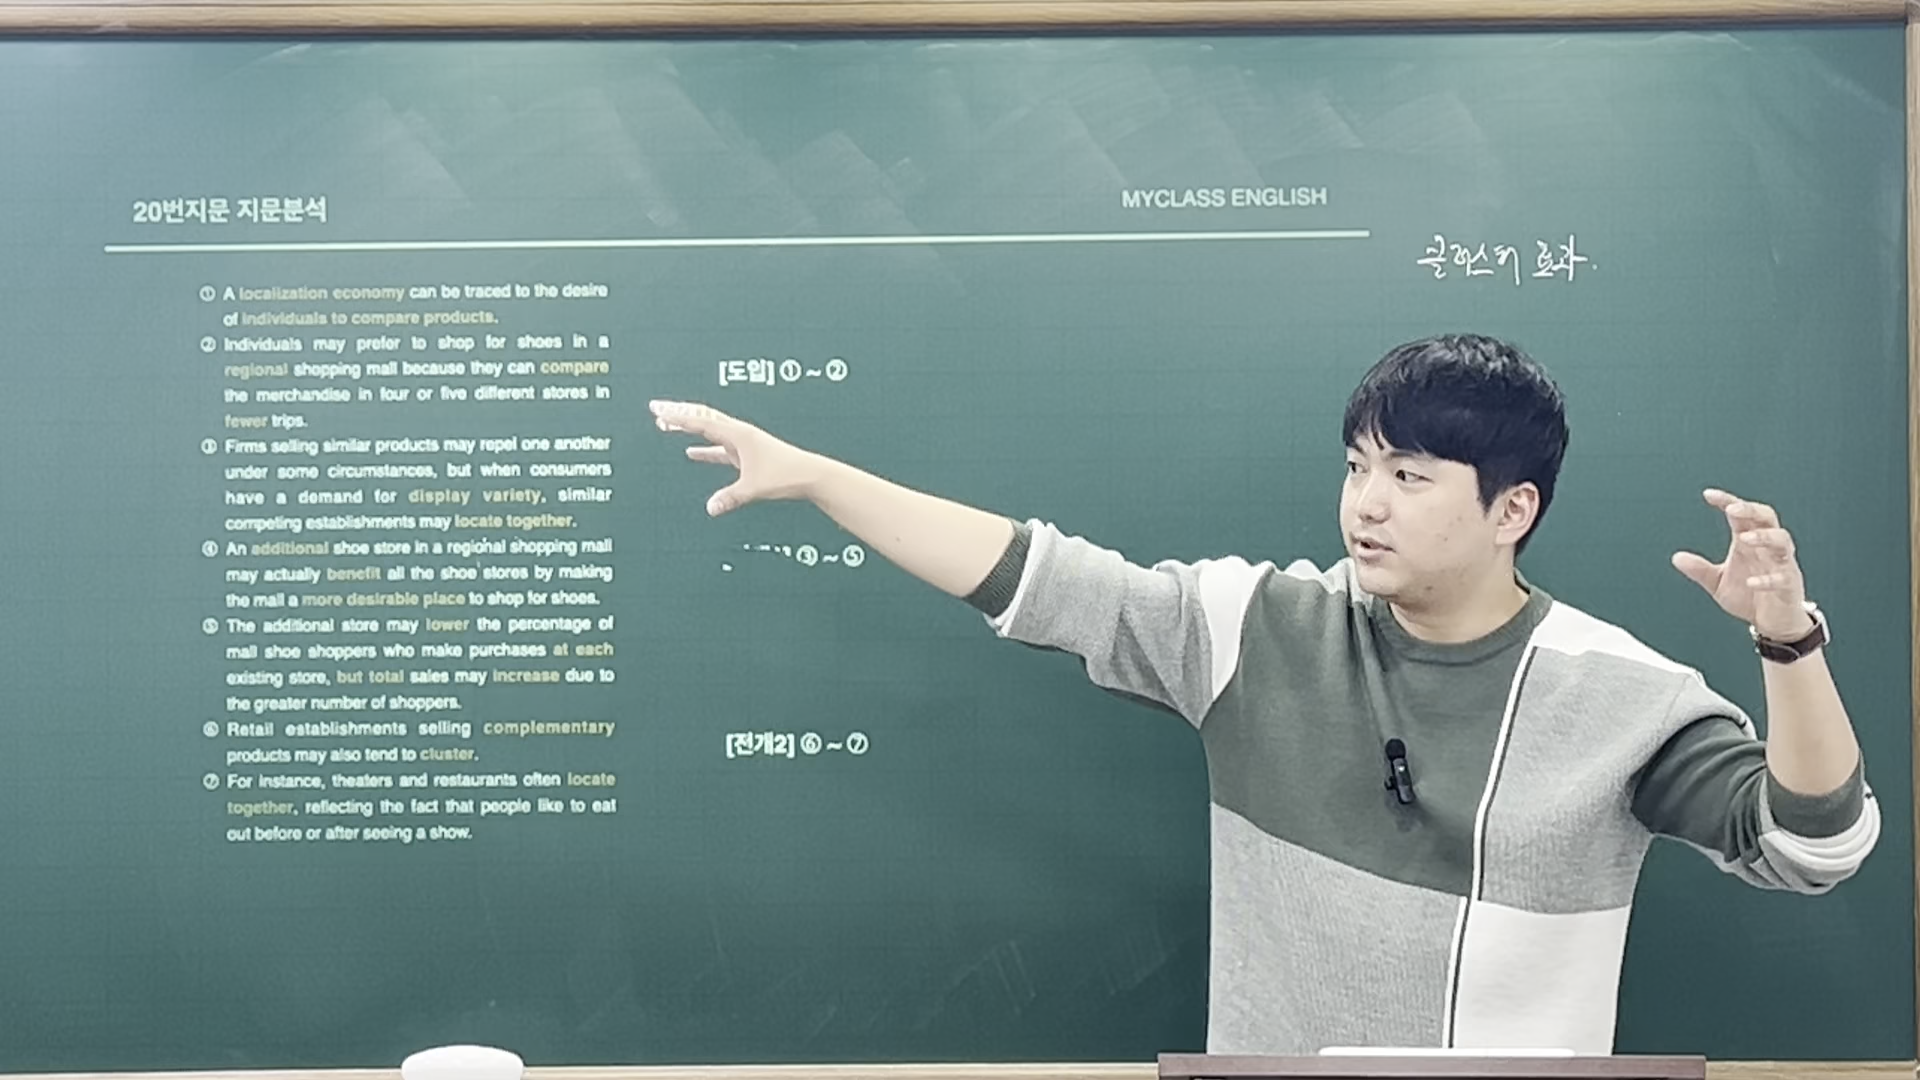 20번지문 지문분석
MYCLASS ENGLISH
클러스터 효과.
① A localization economy can be traced to the desire
of individuals to compare products.
② Individuals may prefer to shop for shoes in a
regional shopping mall because they can compare
the merchandise in four or five different stores in
fewer trips.
③ Firms selling similar products may repel one another
under some circumstances, but when consumers
have a demand for display variety, similar
competing establishments may locate together.
④ An additional shoe store in a regional shopping mall
may actually benefit all the shoe stores by making
the mall a more desirable place to shop for shoes.
⑤ The additional store may lower the percentage of
mall shoe shoppers who make purchases at each
existing store, but total sales may increase due to
the greater number of shoppers.
⑥ Retail establishments selling complementary
products may also tend to cluster.
⑦ For instance, theaters and restaurants often locate
together, reflecting the fact that people like to eat
out before or after seeing a show.
[도입] ① ~ ②
③ ~ ⑤
[전개2] ⑥ ~ ⑦